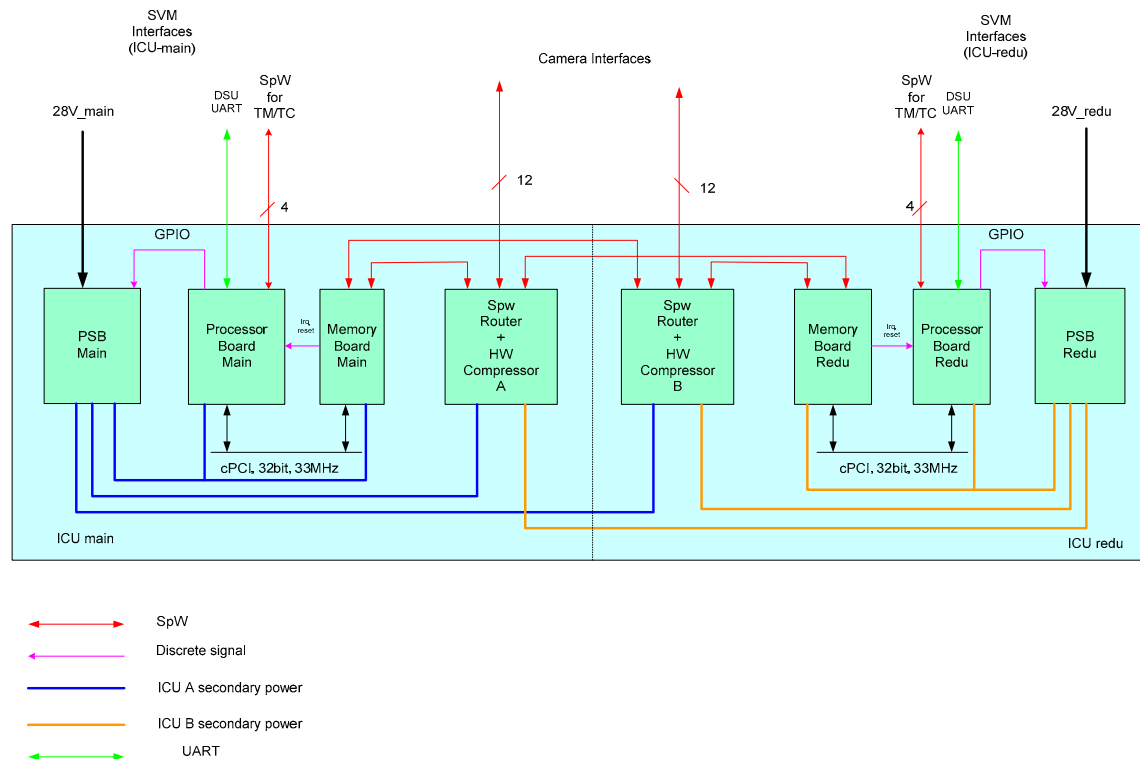 SVM
Interfaces
(ICU-main)
SVM
Interfaces
(ICU-redu)
Camera Interfaces
28V_main
DSU
UART
SpW
for
TM/TC
SpW
for
TM/TC
DSU
UART
28V_redu
4
12
12
4
GPIO
GPIO
PSB
Main
Processor
Board
Main
Irq,
reset
Memory
Board
Main
Spw
Router
+
HW
Compressor
A
Spw
Router
+
HW
Compressor
B
Memory
Board
Redu
Irq,
reset
Processor
Board
Redu
PSB
Redu
cPCI, 32bit, 33MHz
cPCI, 32bit, 33MHz
ICU main
ICU redu
SpW
Discrete signal
ICU A secondary power
ICU B secondary power
UART